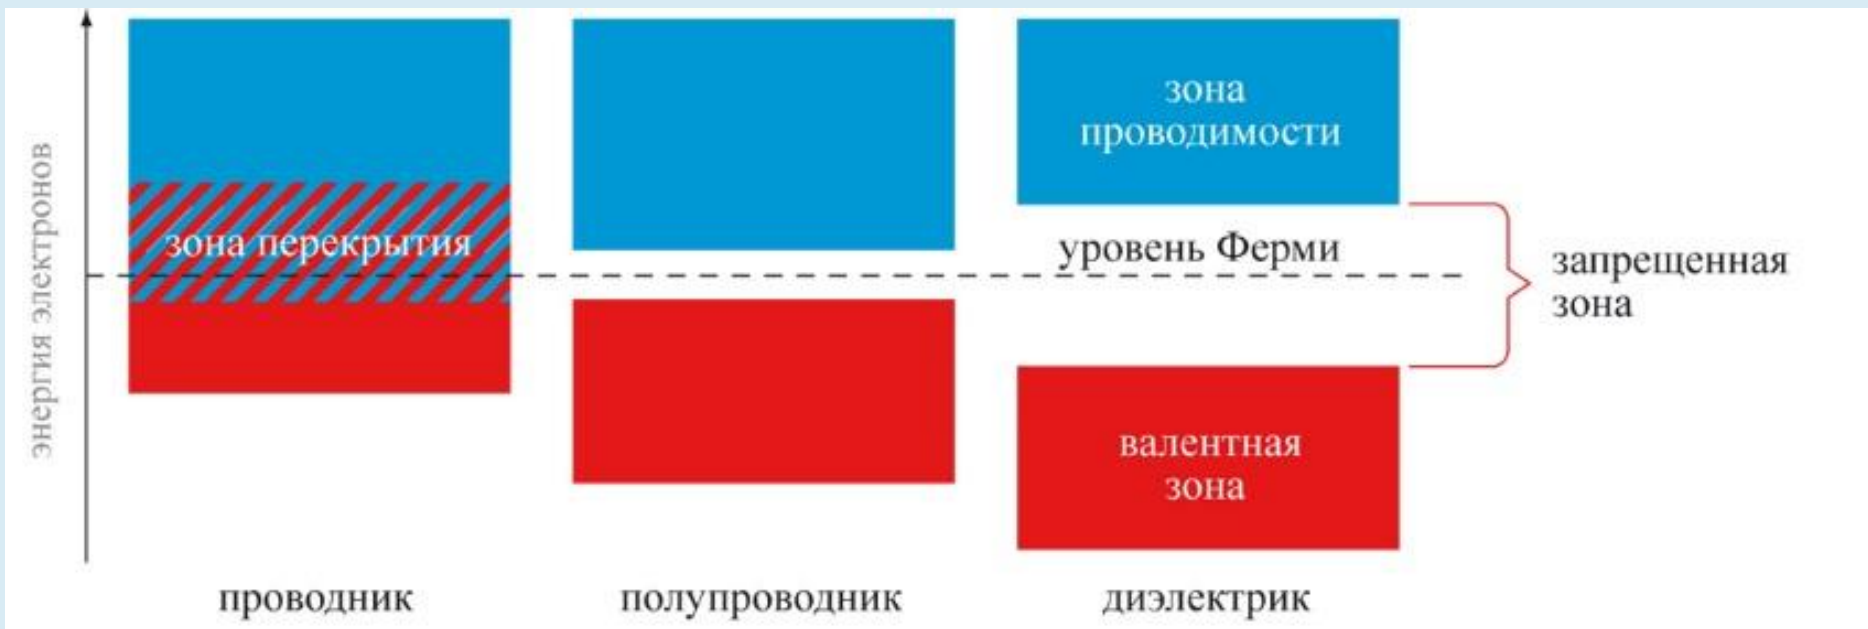 энергия электронов
зона перекрытия
зона
проводимости
уровень Ферми
запрещенная
зона
валентная
зона
проводник
полупроводник
диэлектрик